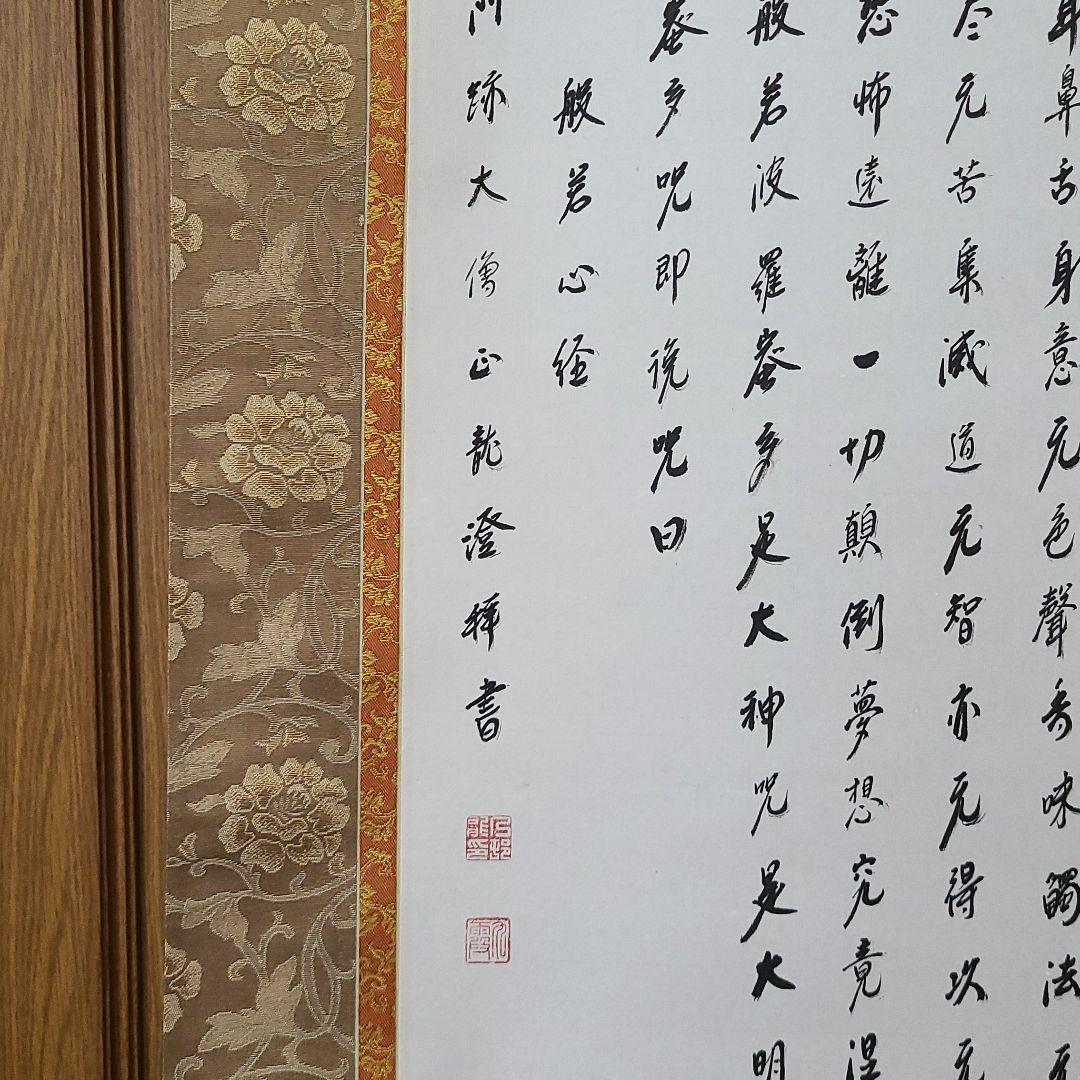 耳鼻舌身意无色聲香味觸法无
尽无苦集滅道无智亦无得以无
恐怖遠離一切顛倒夢想究竟涅
般若波羅蜜多是大神咒是大明
蜜多咒即説咒曰
般若心経
門跡大僧正龍澄拝書